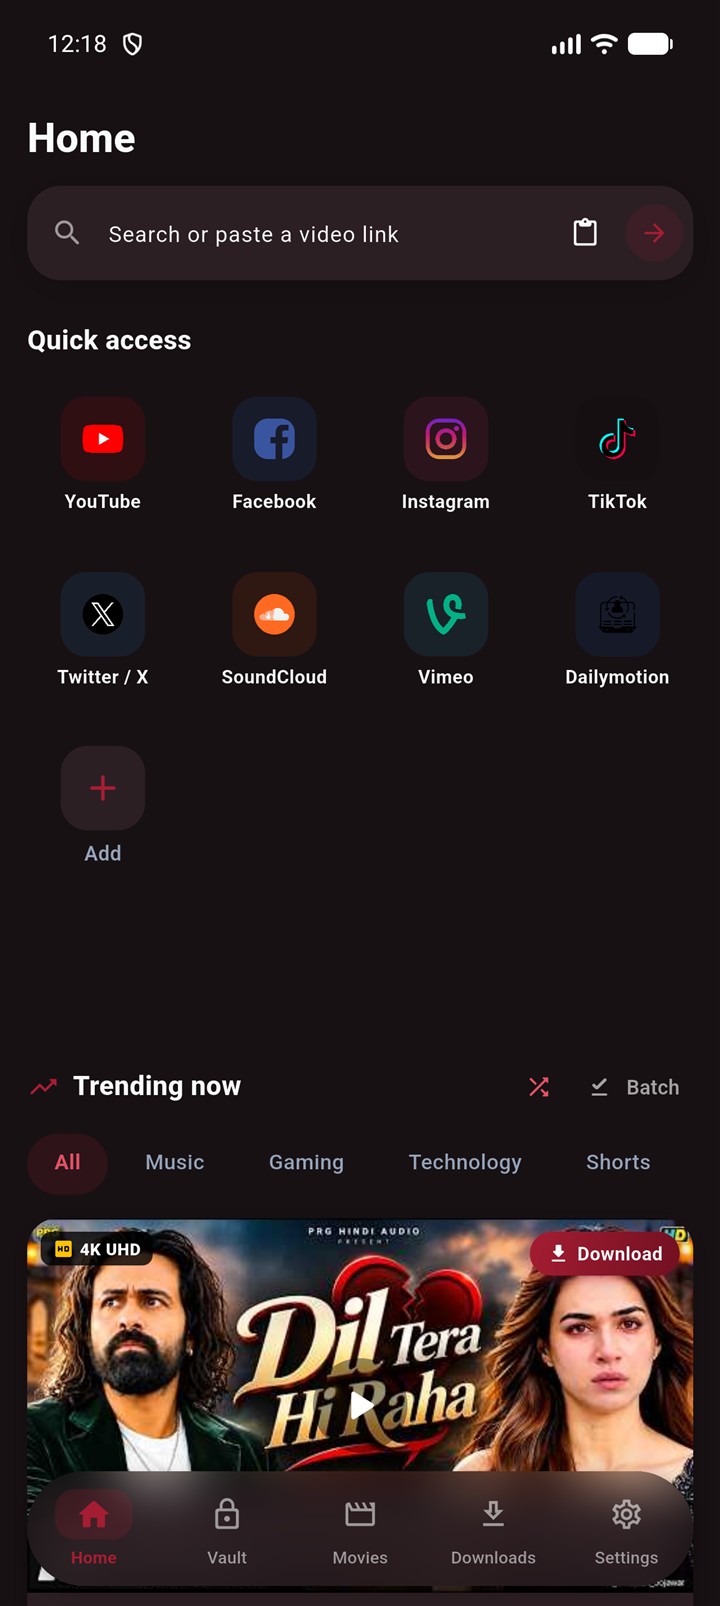 12:18
Home
Search or paste a video link
Quick access
YouTube
Facebook
Instagram
TikTok
Twitter / X
SoundCloud
Vimeo
Dailymotion
Add
Trending now
Batch
All
Music
Gaming
Technology
Shorts
PRG HINDI AUDIO
PRESENT
HD
4K UHD
Download
Dil Tera
Hi Raha
Home
Vault
Movies
Downloads
Settings